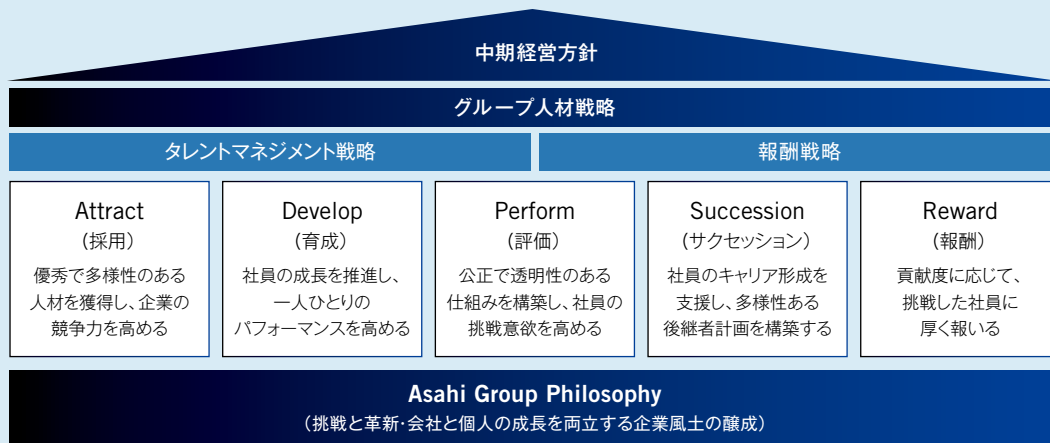 中期経営方針
グループ人材戦略
タレントマネジメント戦略
報酬戦略
Attract
(採用)
優秀で多様性のある
人材を獲得し、企業の
競争力を高める
Develop
(育成)
社員の成長を推進し、
一人ひとりの
パフォーマンスを高める
Perform
(評価)
公正で透明性のある
仕組みを構築し、社員の
挑戦意欲を高める
Succession
(サクセッション)
社員のキャリア形成を
支援し、多様性ある
後継者計画を構築する
Reward
(報酬)
貢献度に応じて、
挑戦した社員に
厚く報いる
Asahi Group Philosophy
(挑戦と革新・会社と個人の成長を両立する企業風土の醸成)